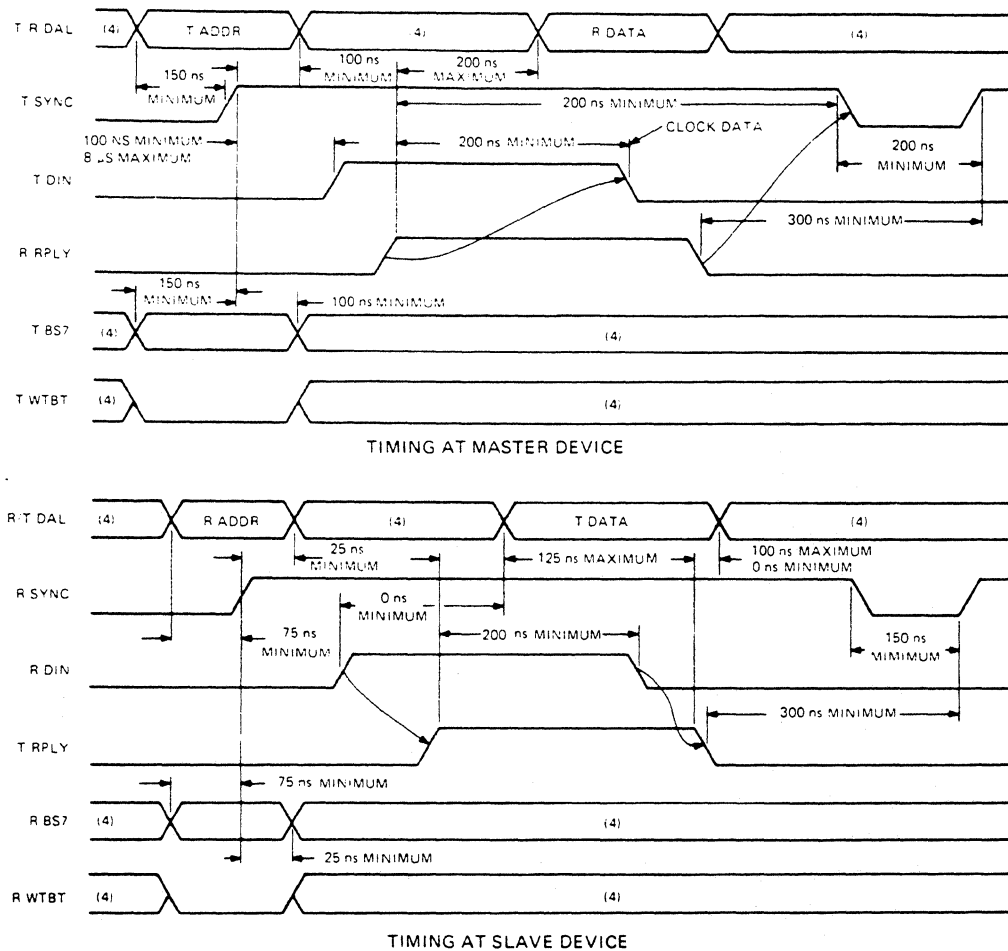 T R DAL (4) T ADDR (4) R DATA (4)
150 ns MINIMUM
100 ns MINIMUM
200 ns MAXIMUM
T SYNC
200 ns MINIMUM
100 NS MINIMUM
8 µS MAXIMUM
200 ns MINIMUM
CLOCK DATA
200 ns MINIMUM
T DIN
300 ns MINIMUM
R RPLY
150 ns MINIMUM
100 ns MINIMUM
T BS7 (4) (4)
T WTBT (4) (4)
TIMING AT MASTER DEVICE
R/T DAL (4) R ADDR (4) T DATA (4)
25 ns MINIMUM
125 ns MAXIMUM
100 ns MAXIMUM
0 ns MINIMUM
R SYNC
0 ns MINIMUM
75 ns MINIMUM
200 ns MINIMUM
150 ns MIMIMUM
R DIN
300 ns MINIMUM
T RPLY
75 ns MINIMUM
R BS7 (4) (4)
25 ns MINIMUM
R WTBT (4) (4)
TIMING AT SLAVE DEVICE